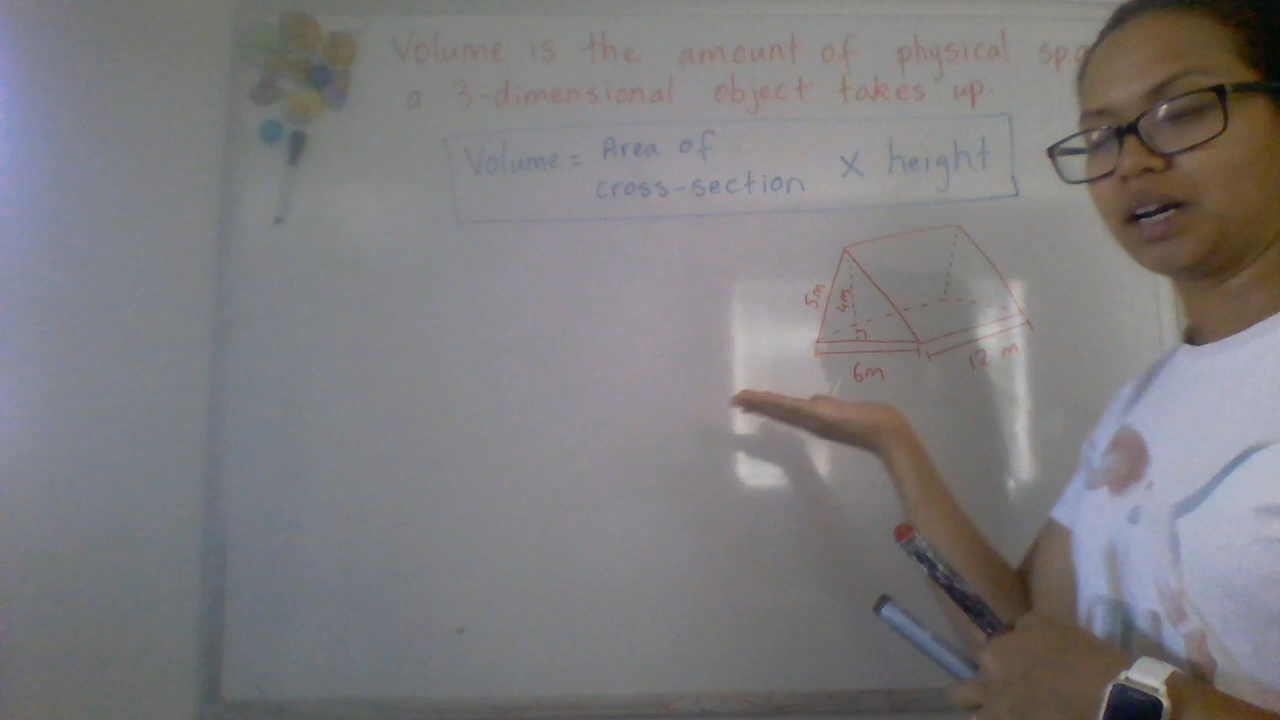 Volume is the amount of physical spa
a 3-dimensional object takes up.
Volume = Area of cross-section x height
5m
4m
6m
12 m